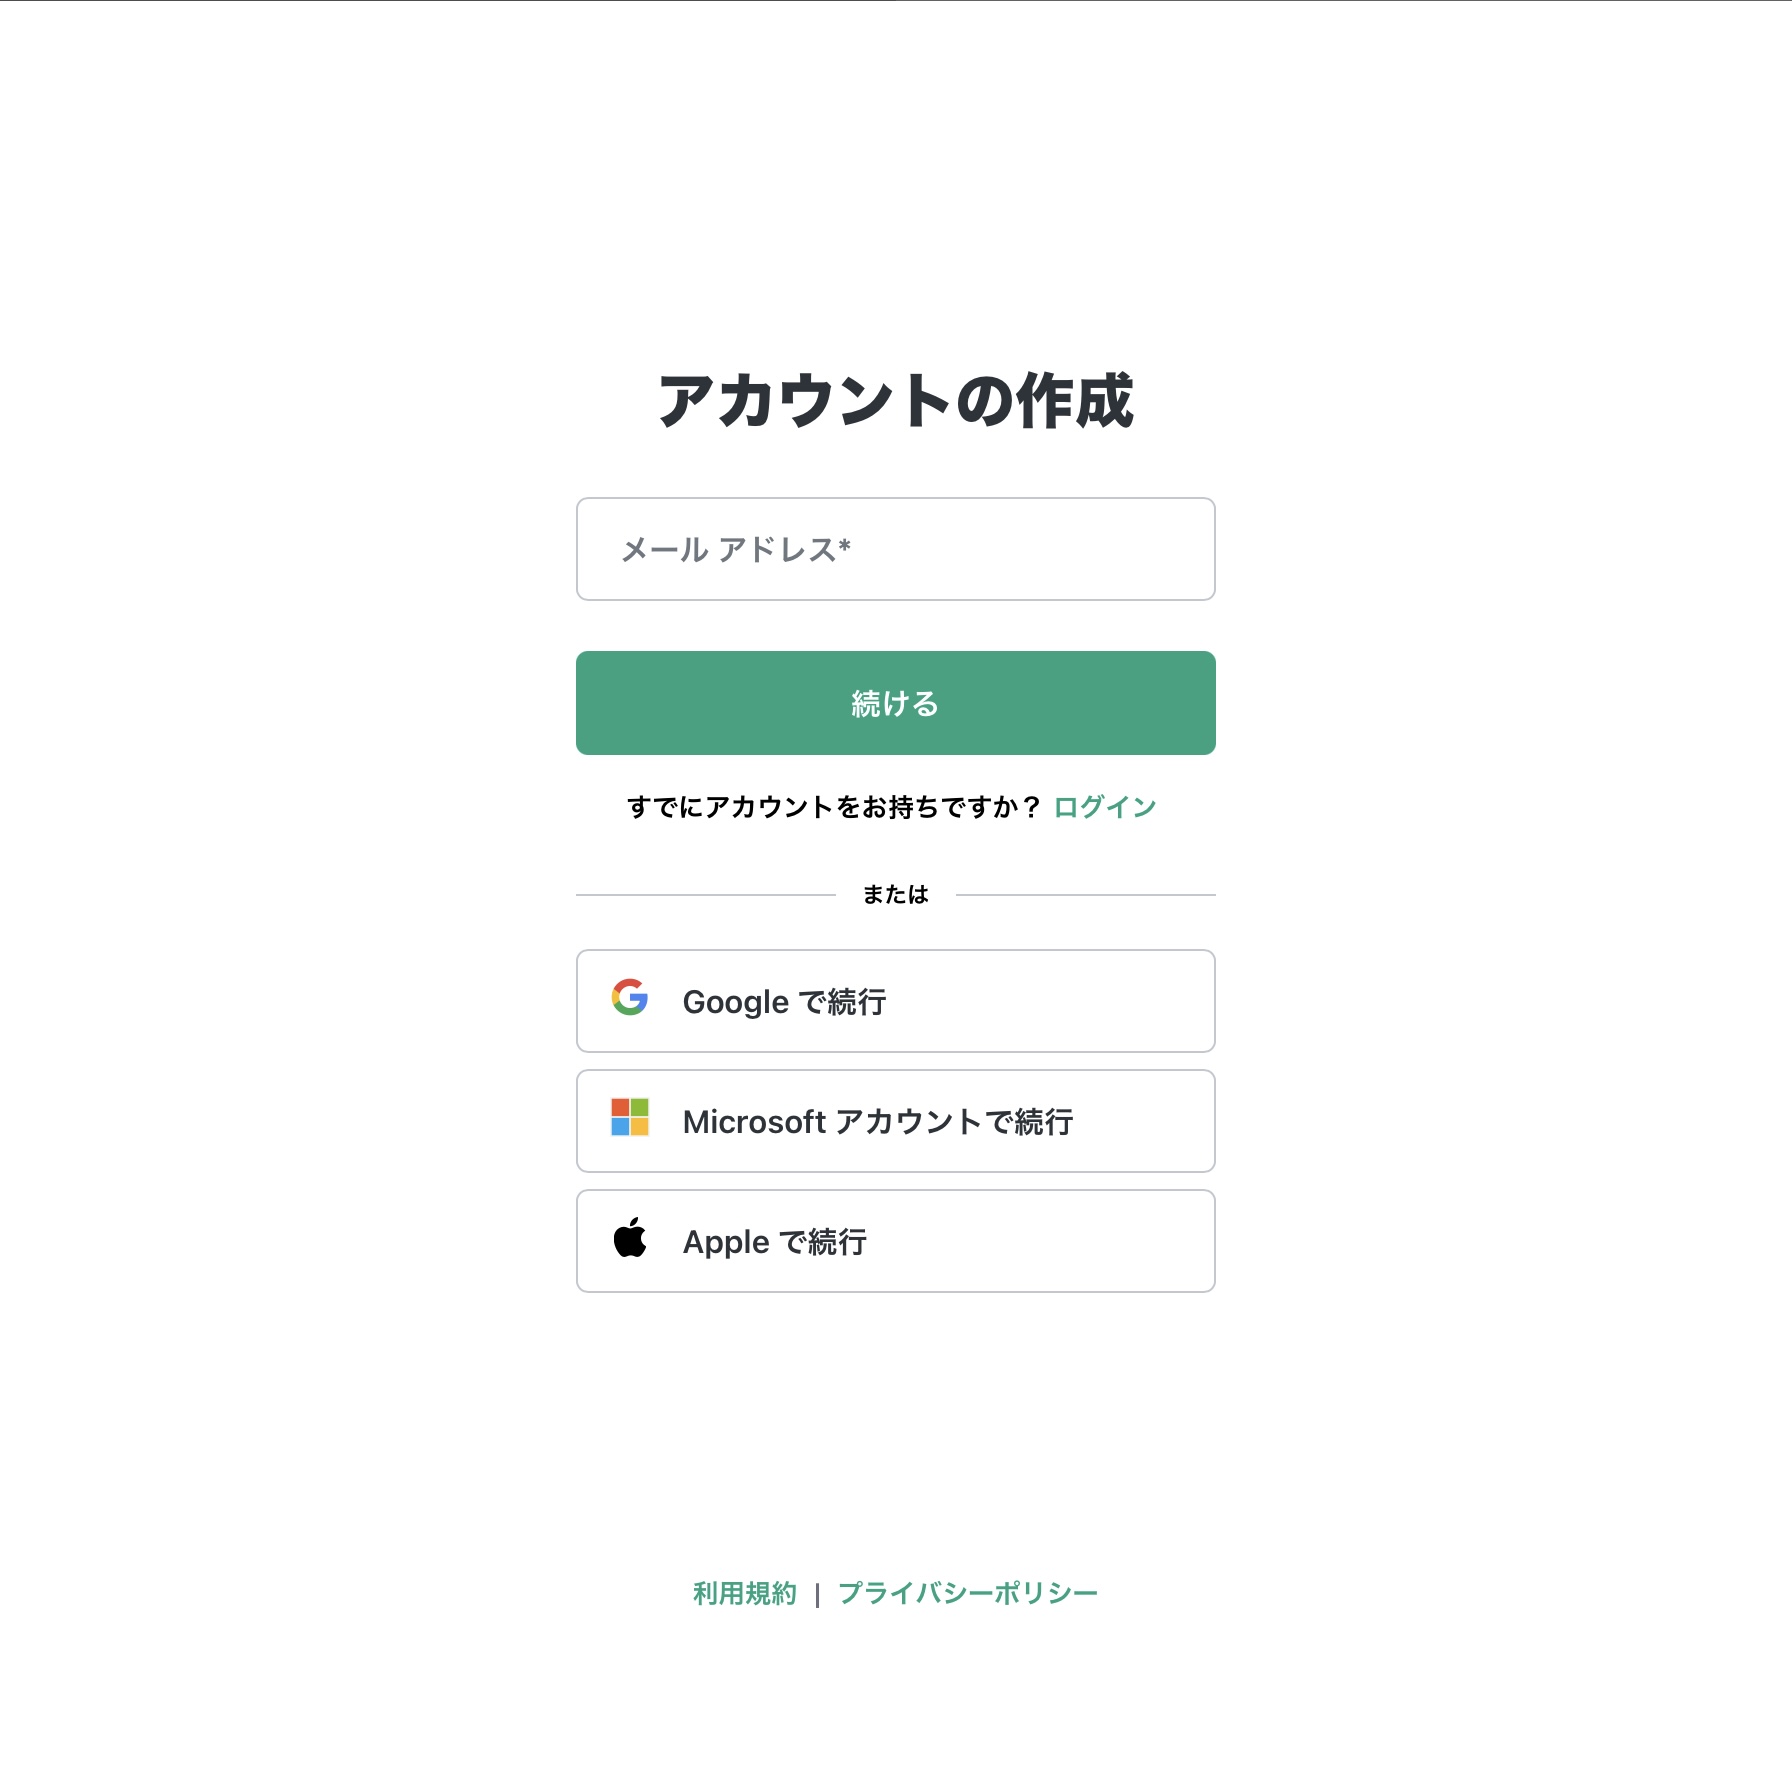 アカウントの作成
メール アドレス*
続ける
すでにアカウントをお持ちですか？ ログイン
または
Google で続行
Microsoft アカウントで続行
Apple で続行
利用規約 | プライバシーポリシー